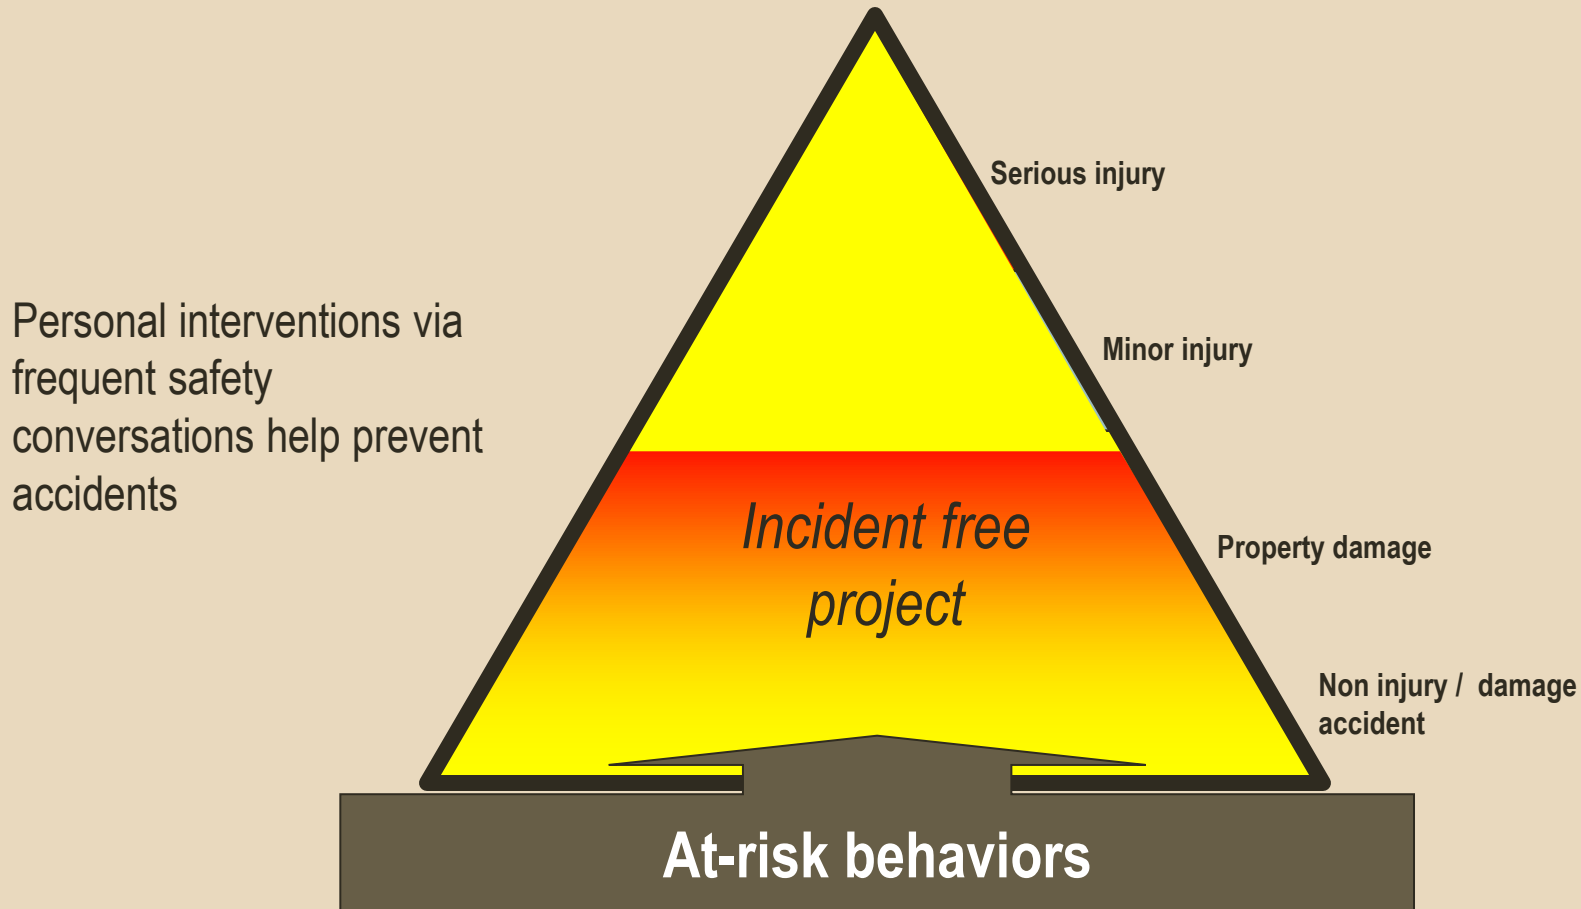 Serious injury
Personal interventions via
frequent safety
conversations help prevent
accidents
Minor injury
Incident free
project
Property damage
Non injury / damage
accident
At-risk behaviors